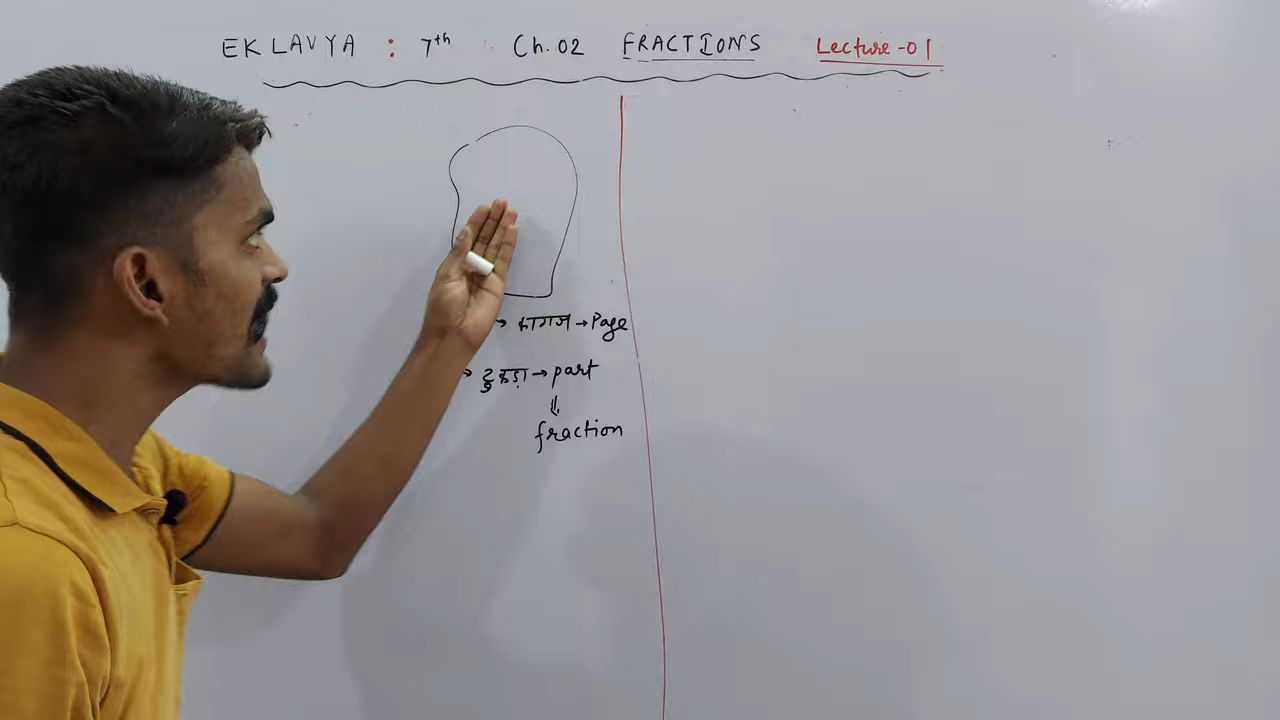 EKLAVYA : 7th Ch. 02 FRACTIONS Lecture-01
→ कागज → Page
→ टुकड़ा → part
⇓
fraction